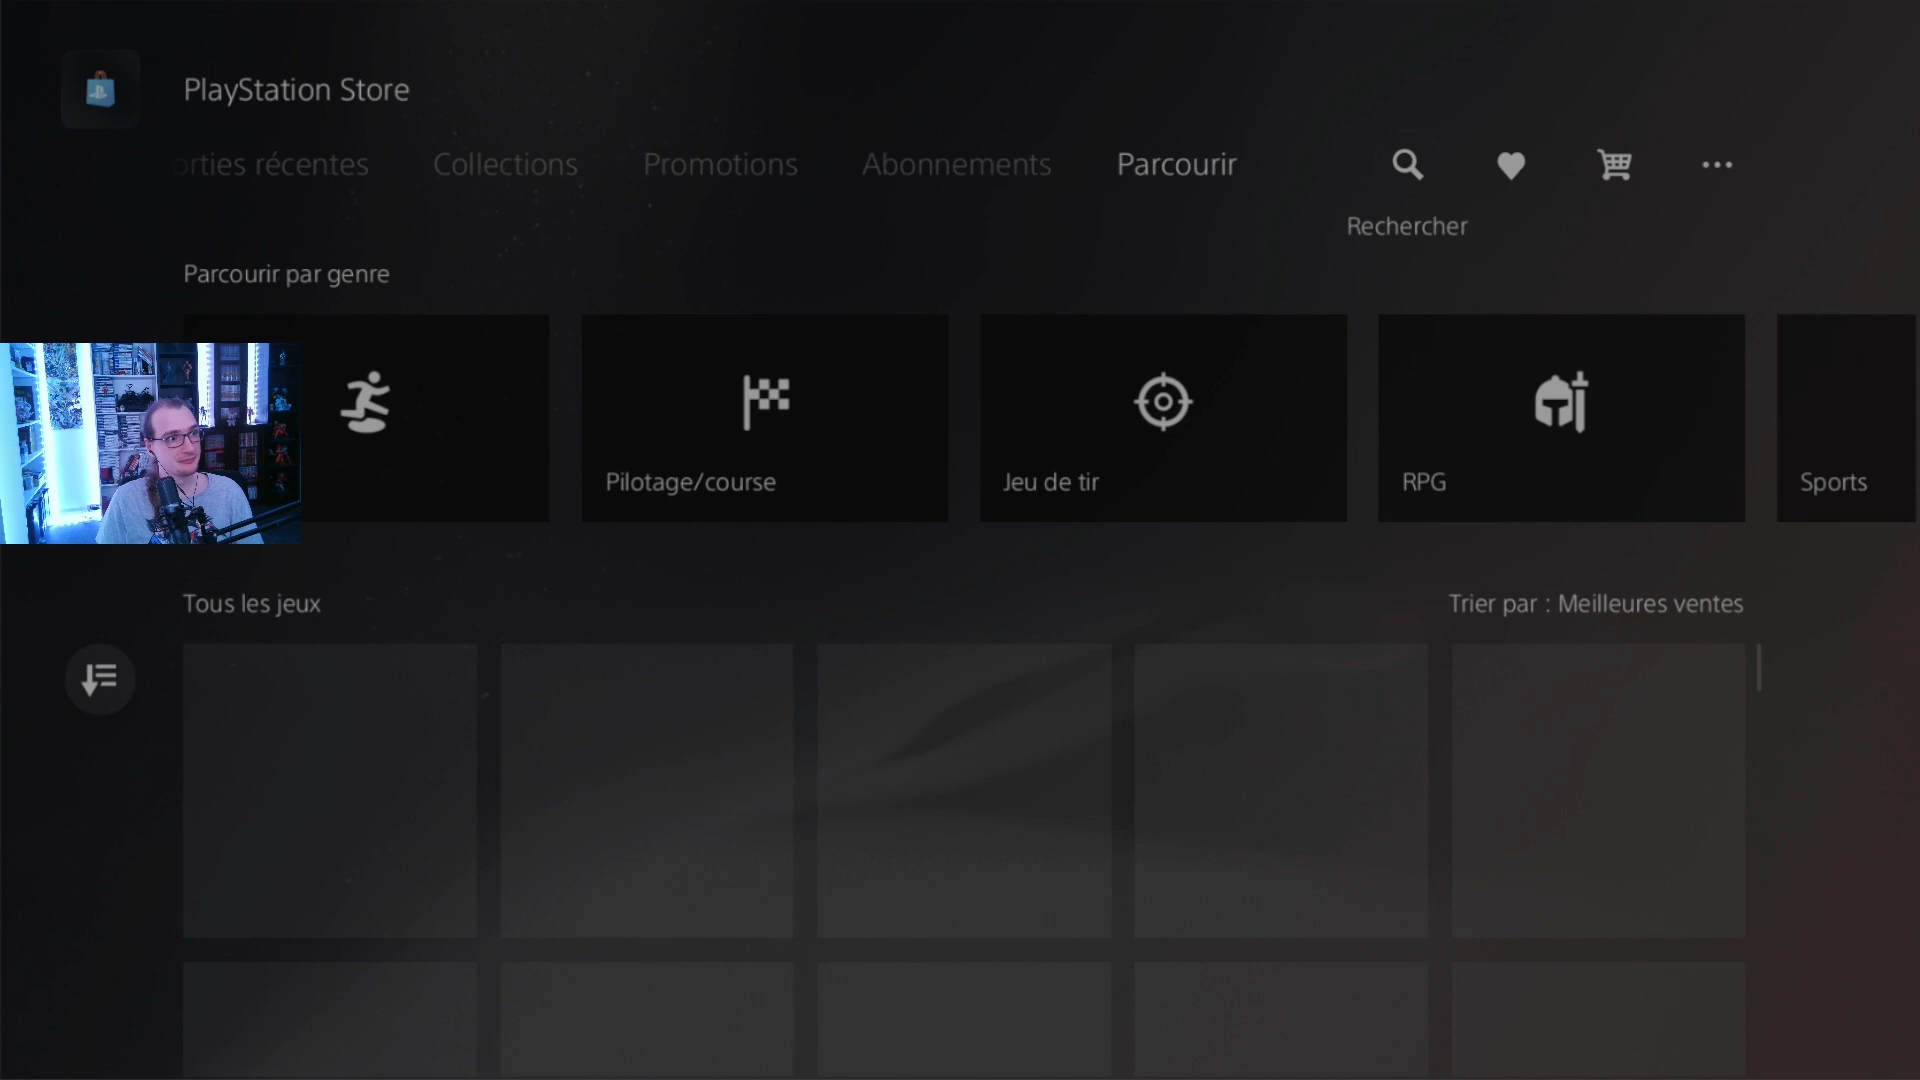 PlayStation Store
orties récentes Collections Promotions Abonnements Parcourir
Rechercher
Parcourir par genre
Pilotage/course Jeu de tir RPG Sports
Tous les jeux Trier par : Meilleures ventes